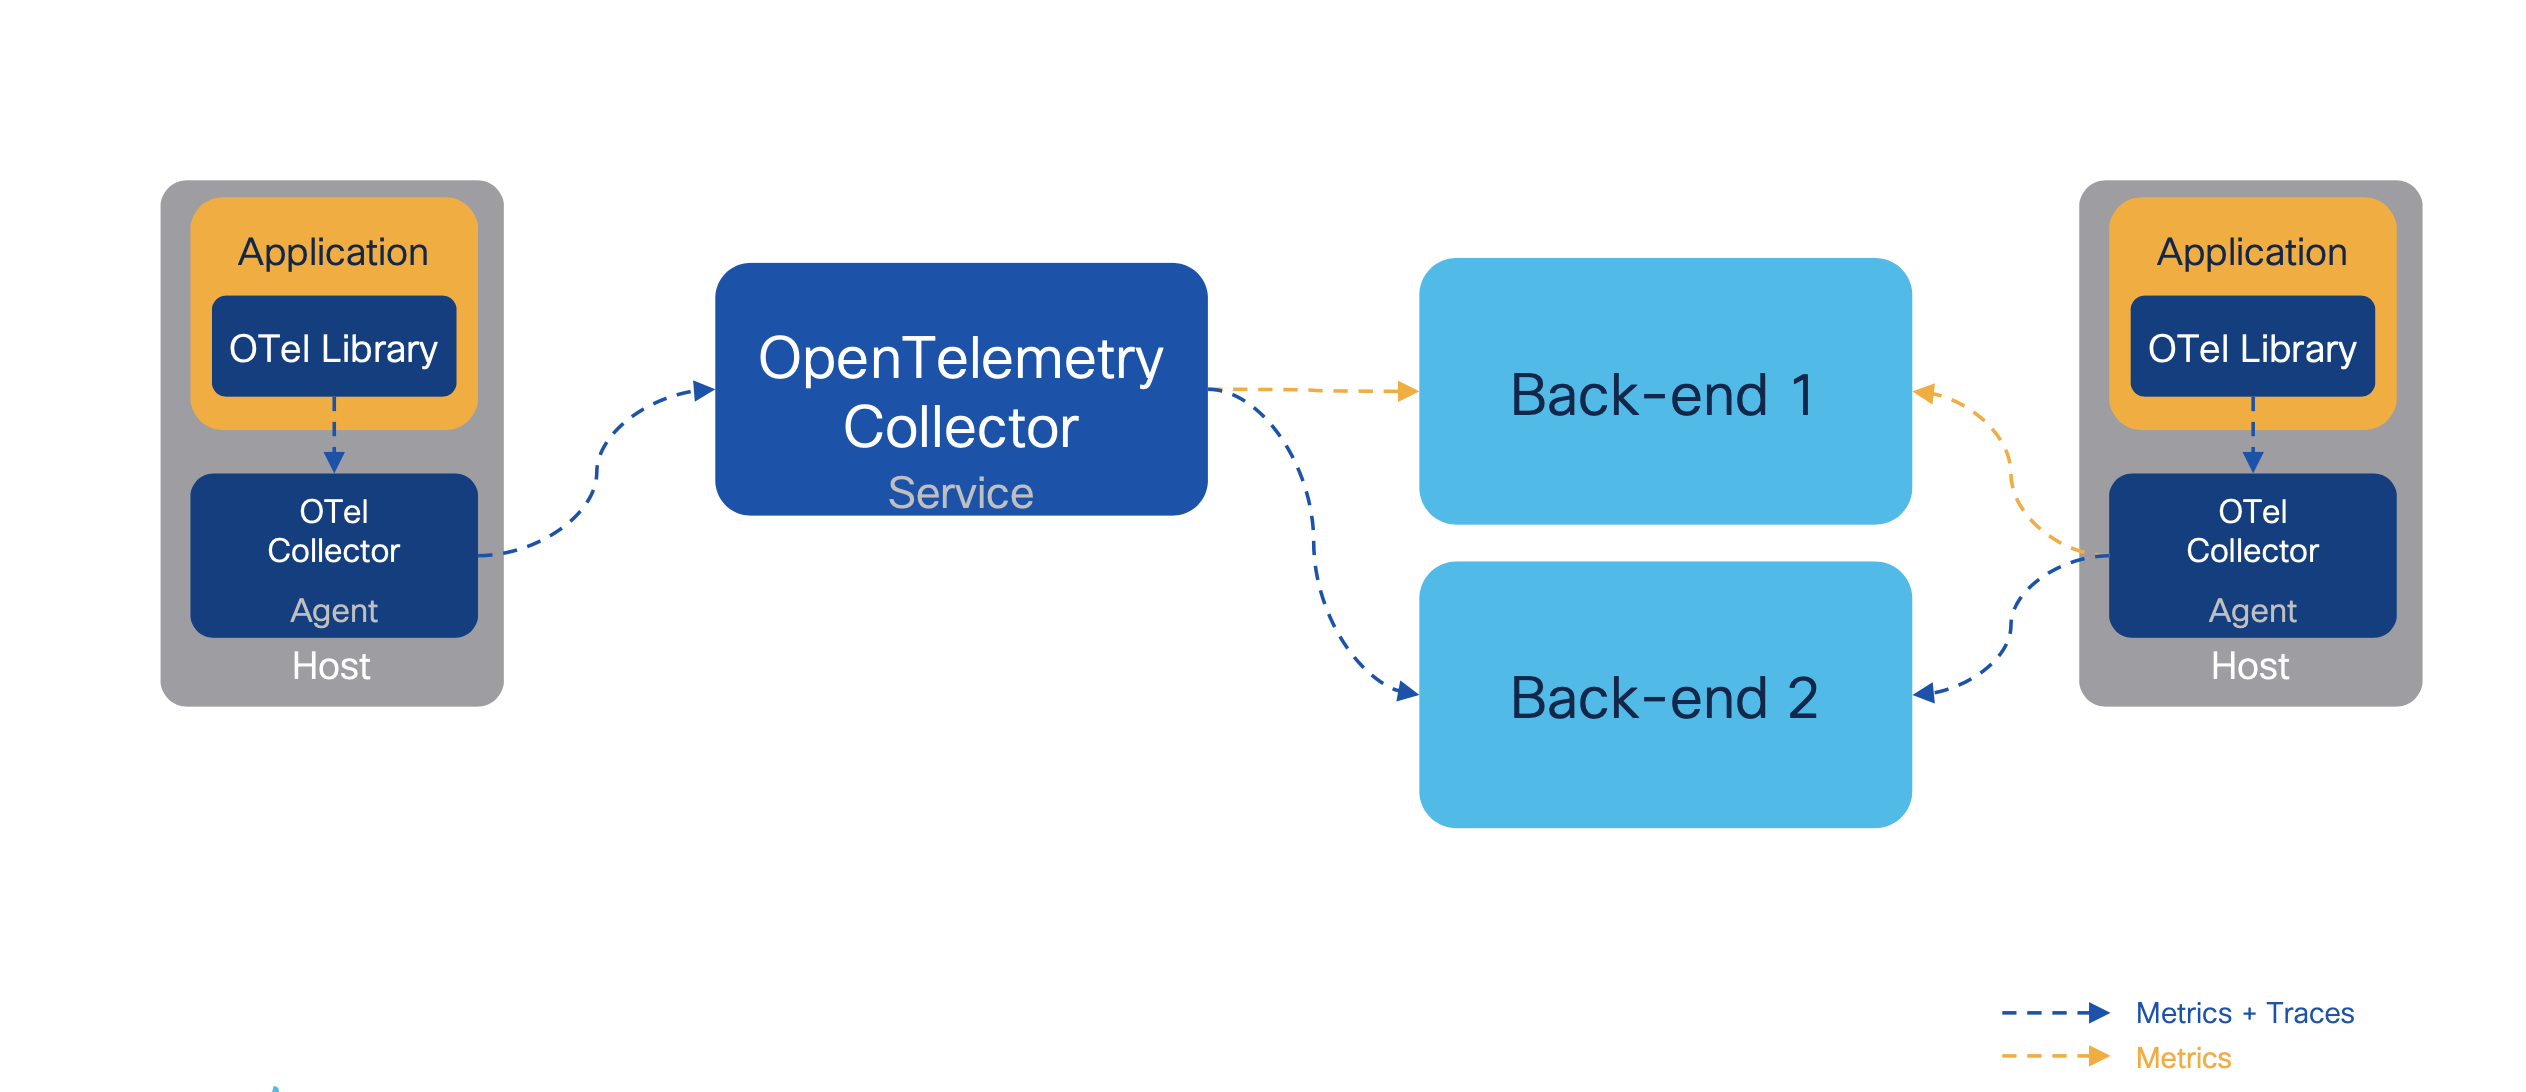 Application
OTel Library
OTel
Collector
Agent
Host
OpenTelemetry
Collector
Service
Back-end 1
Back-end 2
Application
OTel Library
OTel
Collector
Agent
Host
Metrics + Traces
Metrics